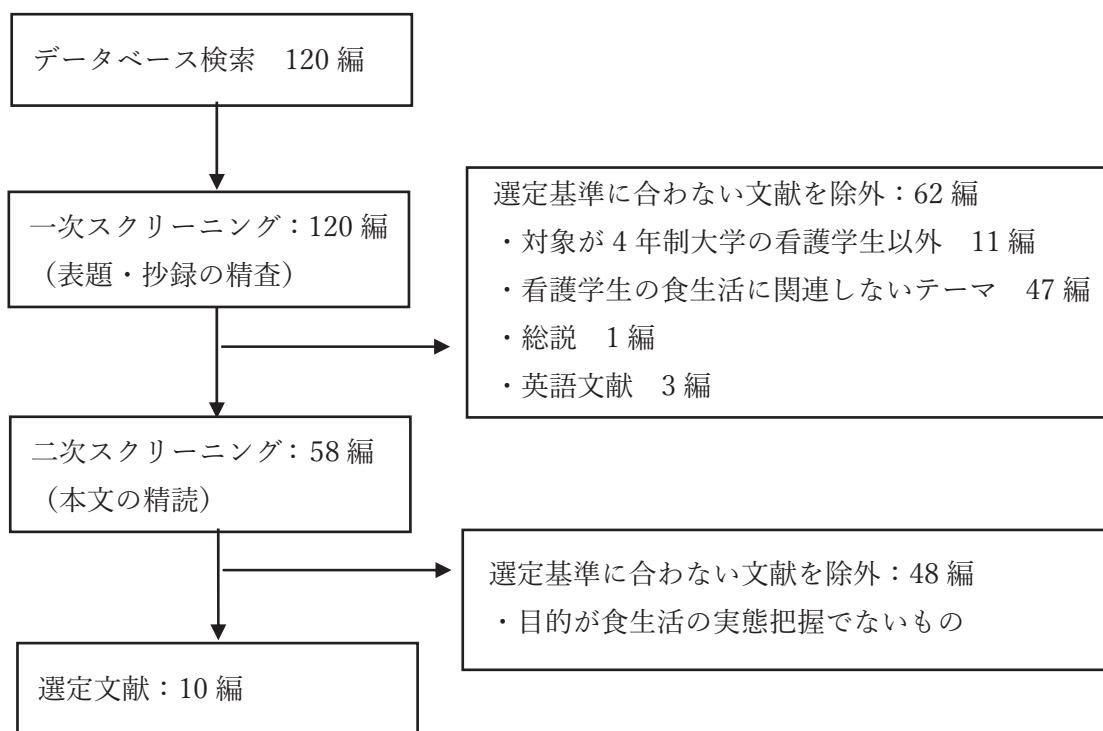 データベース検索　120 編
一次スクリーニング：120 編
（表題・抄録の精査）
選定基準に合わない文献を除外：62 編
・対象が 4 年制大学の看護学生以外　11 編
・看護学生の食生活に関連しないテーマ　47 編
・総説　1 編
・英語文献　3 編
二次スクリーニング：58 編
（本文の精読）
選定基準に合わない文献を除外：48 編
・目的が食生活の実態把握でないもの
選定文献：10 編